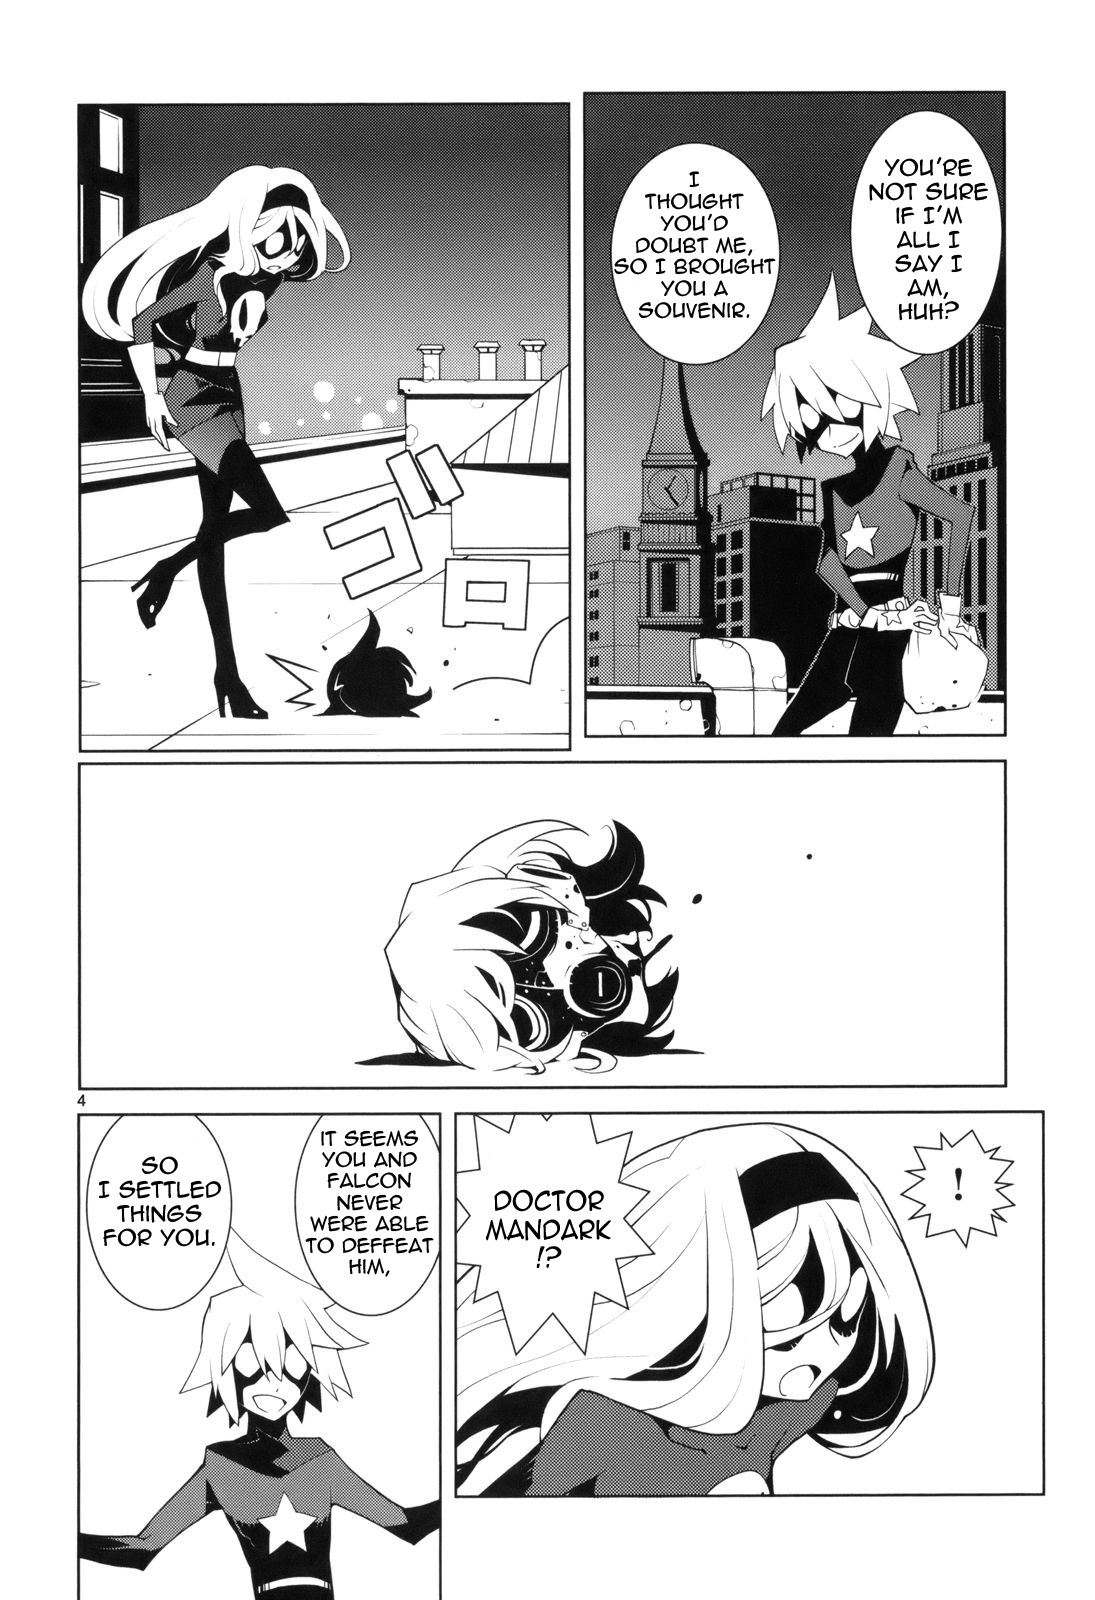 YOU'RE
NOT SURE
IF I'M
ALL I
SAY I
AM,
HUH?
I
THOUGHT
YOU'D
DOUBT ME,
SO I BROUGHT
YOU A
SOUVENIR.
ゴロ
!
DOCTOR
MANDARK
!?
IT SEEMS
YOU AND
FALCON
NEVER
WERE ABLE
TO DEFFEAT
HIM,
SO
I SETTLED
THINGS
FOR YOU.
4